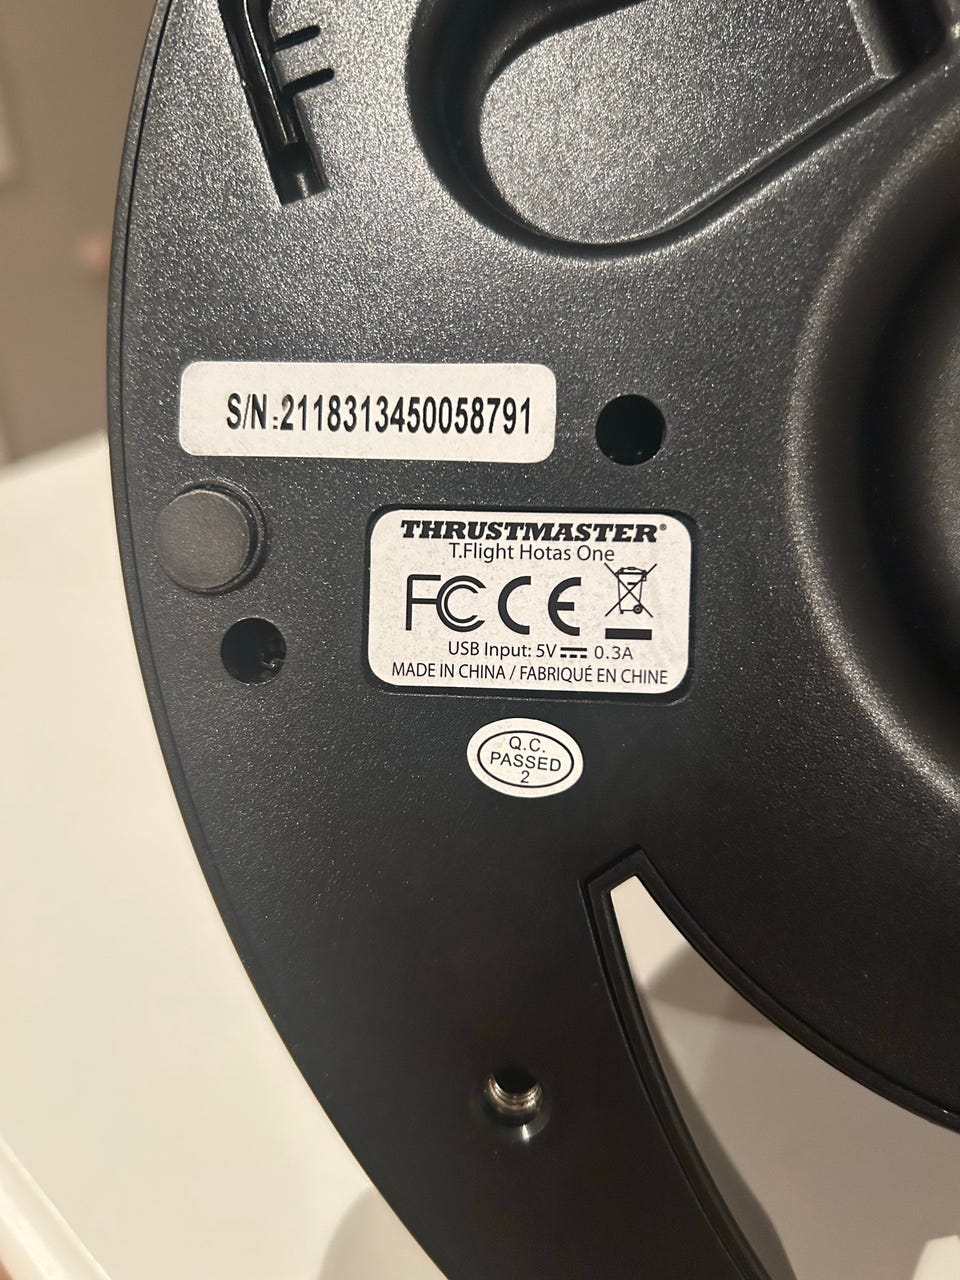 S/N:2118313450058791
THRUSTMASTER®
T.Flight Hotas One
FC CE
USB Input: 5V⎓ 0.3A
MADE IN CHINA / FABRIQUÉ EN CHINE
Q.C.
PASSED
2